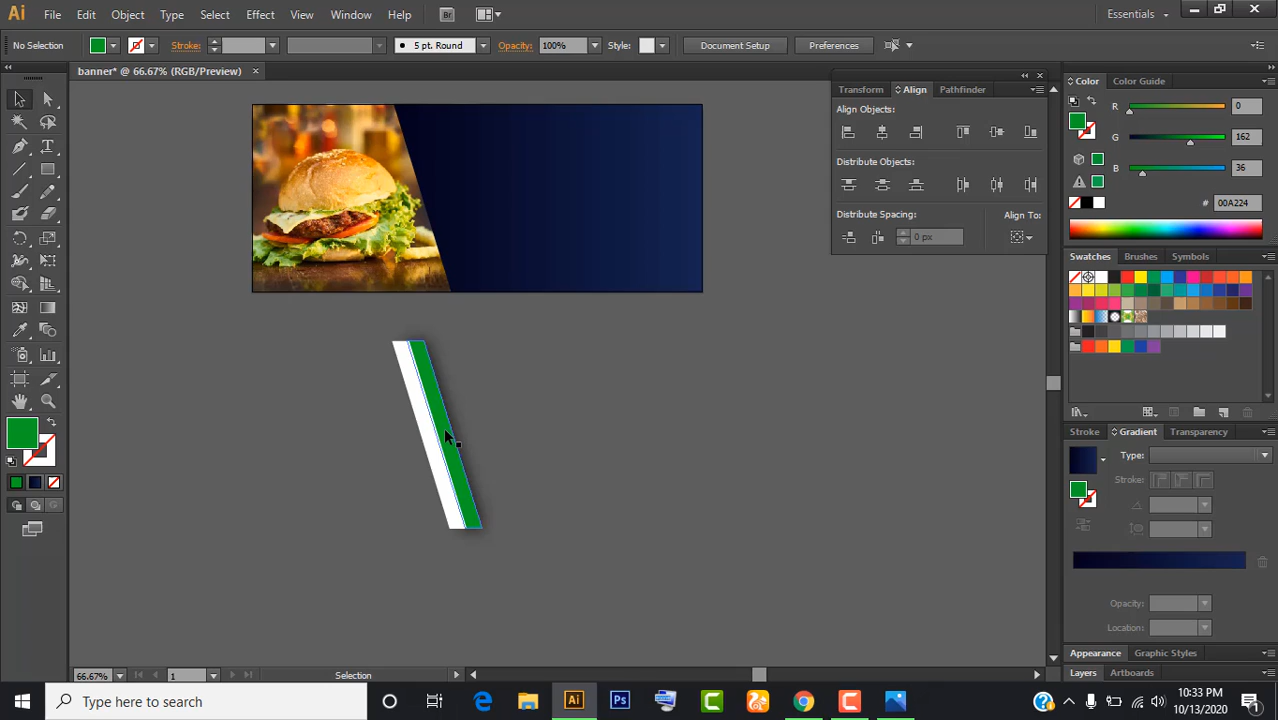 Ai File Edit Object Type Select Effect View Window Help Br Essentials
No Selection Stroke: 5 pt. Round Opacity: 100% Style: Document Setup Preferences
banner* @ 66.67% (RGB/Preview)
Transform Align Pathfinder
Align Objects:
Distribute Objects:
Distribute Spacing: Align To:
0 px
Color Color Guide
R 0
G 162
B 36
# 00A224
Swatches Brushes Symbols
Stroke Gradient Transparency
Type:
Stroke:
Opacity:
Location:
Appearance Graphic Styles
Layers Artboards
66.67% 1 Selection
Type here to search
Ai Ps
10:33 PM
10/13/2020